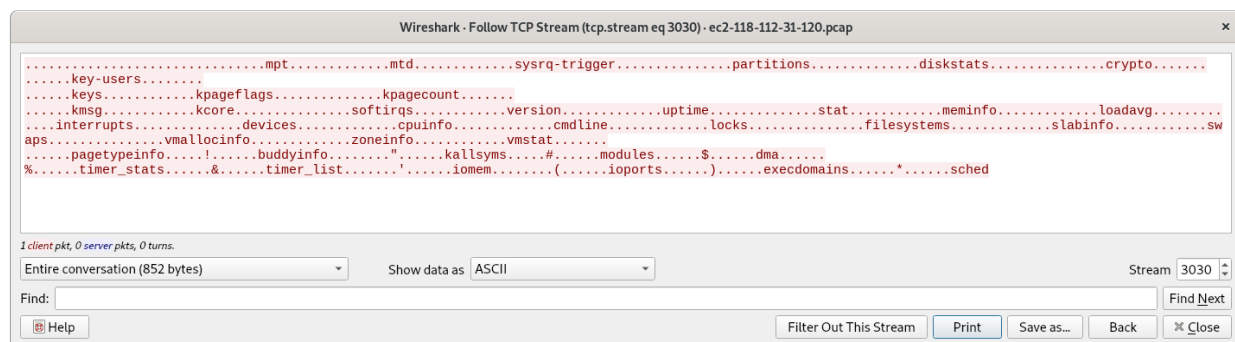 Wireshark · Follow TCP Stream (tcp.stream eq 3030) · ec2-118-112-31-120.pcap
..............................mpt.............mtd.............sysrq-trigger...............partitions..............diskstats...............crypto.......
......key-users........
......keys............kpageflags..............kpagecount.......
......kmsg............kcore..............softirqs............version.............uptime...............stat............meminfo..............loadavg.........
....interrupts..............devices.............cpuinfo.............cmdline............locks...............filesystems.............slabinfo............sw
aps...............vmallocinfo.............zoneinfo............vmstat.......
......pagetypeinfo.....!......buddyinfo........"......kallsyms.....#......modules......$......dma......
%......timer_stats......&......timer_list.......'......iomem........(......ioports......)......execdomains......*......sched
1 client pkt, 0 server pkts, 0 turns.
Entire conversation (852 bytes) Show data as ASCII Stream 3030
Find: Find Next
Help Filter Out This Stream Print Save as... Back Close